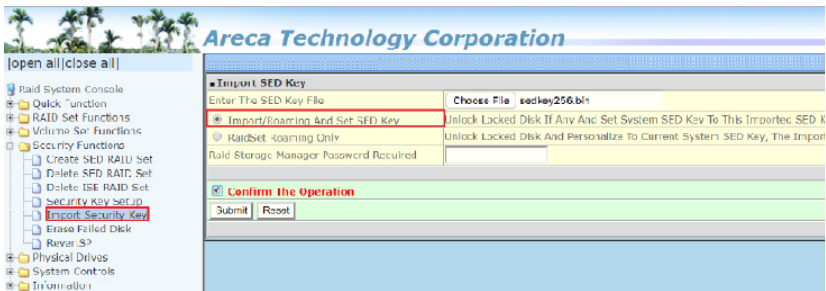 Areca Technology Corporation
|open all|close all|
Raid System Console
Quick Function
RAID Set Functions
Volume Set Functions
Security Functions
Create SED RAID Set
Delete SED RAID Set
Delete ISE RAID Set
Security Key Setup
Import Security Key
Erase Failed Disk
RevertSP
Physical Drives
System Controls
Information
Import SED Key
Enter The SED Key File Choose File sedkey256.bin
Import/Roaming And Set SED Key Unlock Locked Disk If Any And Set System SED Key To This Imported SED K
RaidSet Roaming Only Unlock Locked Disk And Personalize To Current System SED Key, The Import
Raid Storage Manager Password Required
Confirm The Operation
Submit Reset